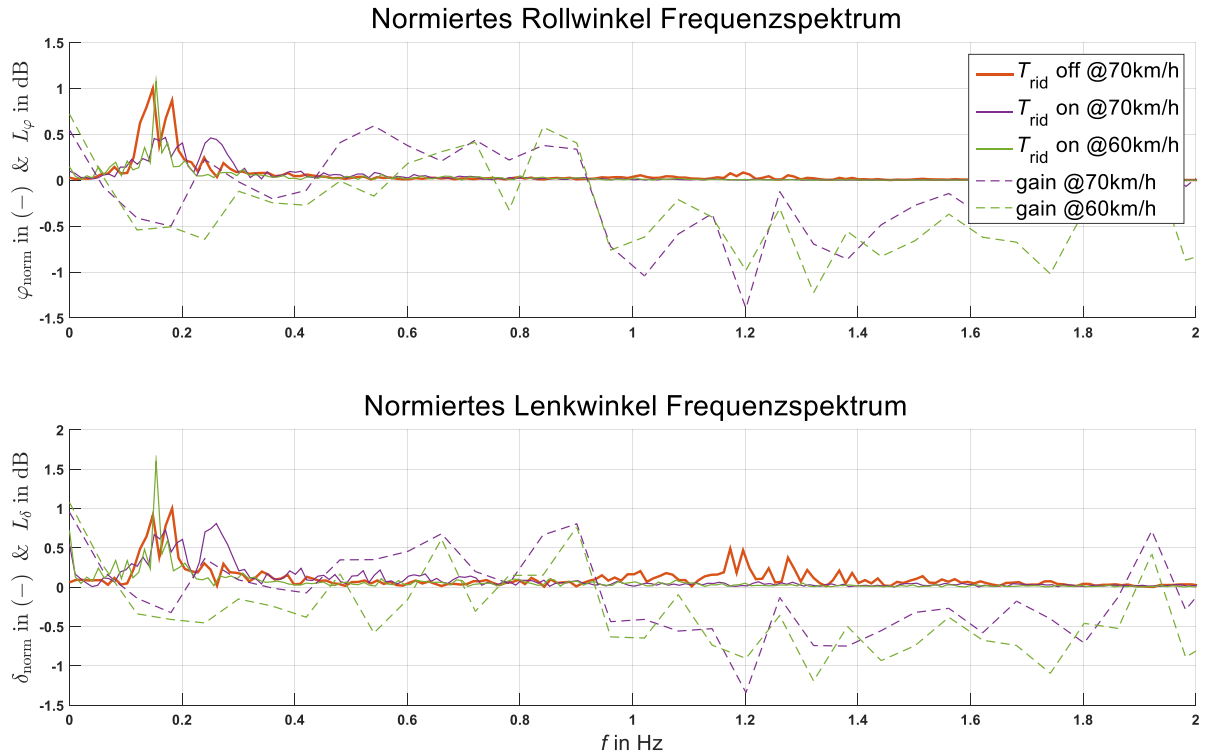 Normiertes Rollwinkel Frequenzspektrum
φnorm in (−) & Lφ in dB
1.5
1
0.5
0
-0.5
-1
-1.5
0 0.2 0.4 0.6 0.8 1 1.2 1.4 1.6 1.8 2
Trid off @70km/h
Trid on @70km/h
Trid on @60km/h
gain @70km/h
gain @60km/h
Normiertes Lenkwinkel Frequenzspektrum
δnorm in (−) & Lδ in dB
2
1.5
1
0.5
0
-0.5
-1
-1.5
0 0.2 0.4 0.6 0.8 1 1.2 1.4 1.6 1.8 2
f in Hz